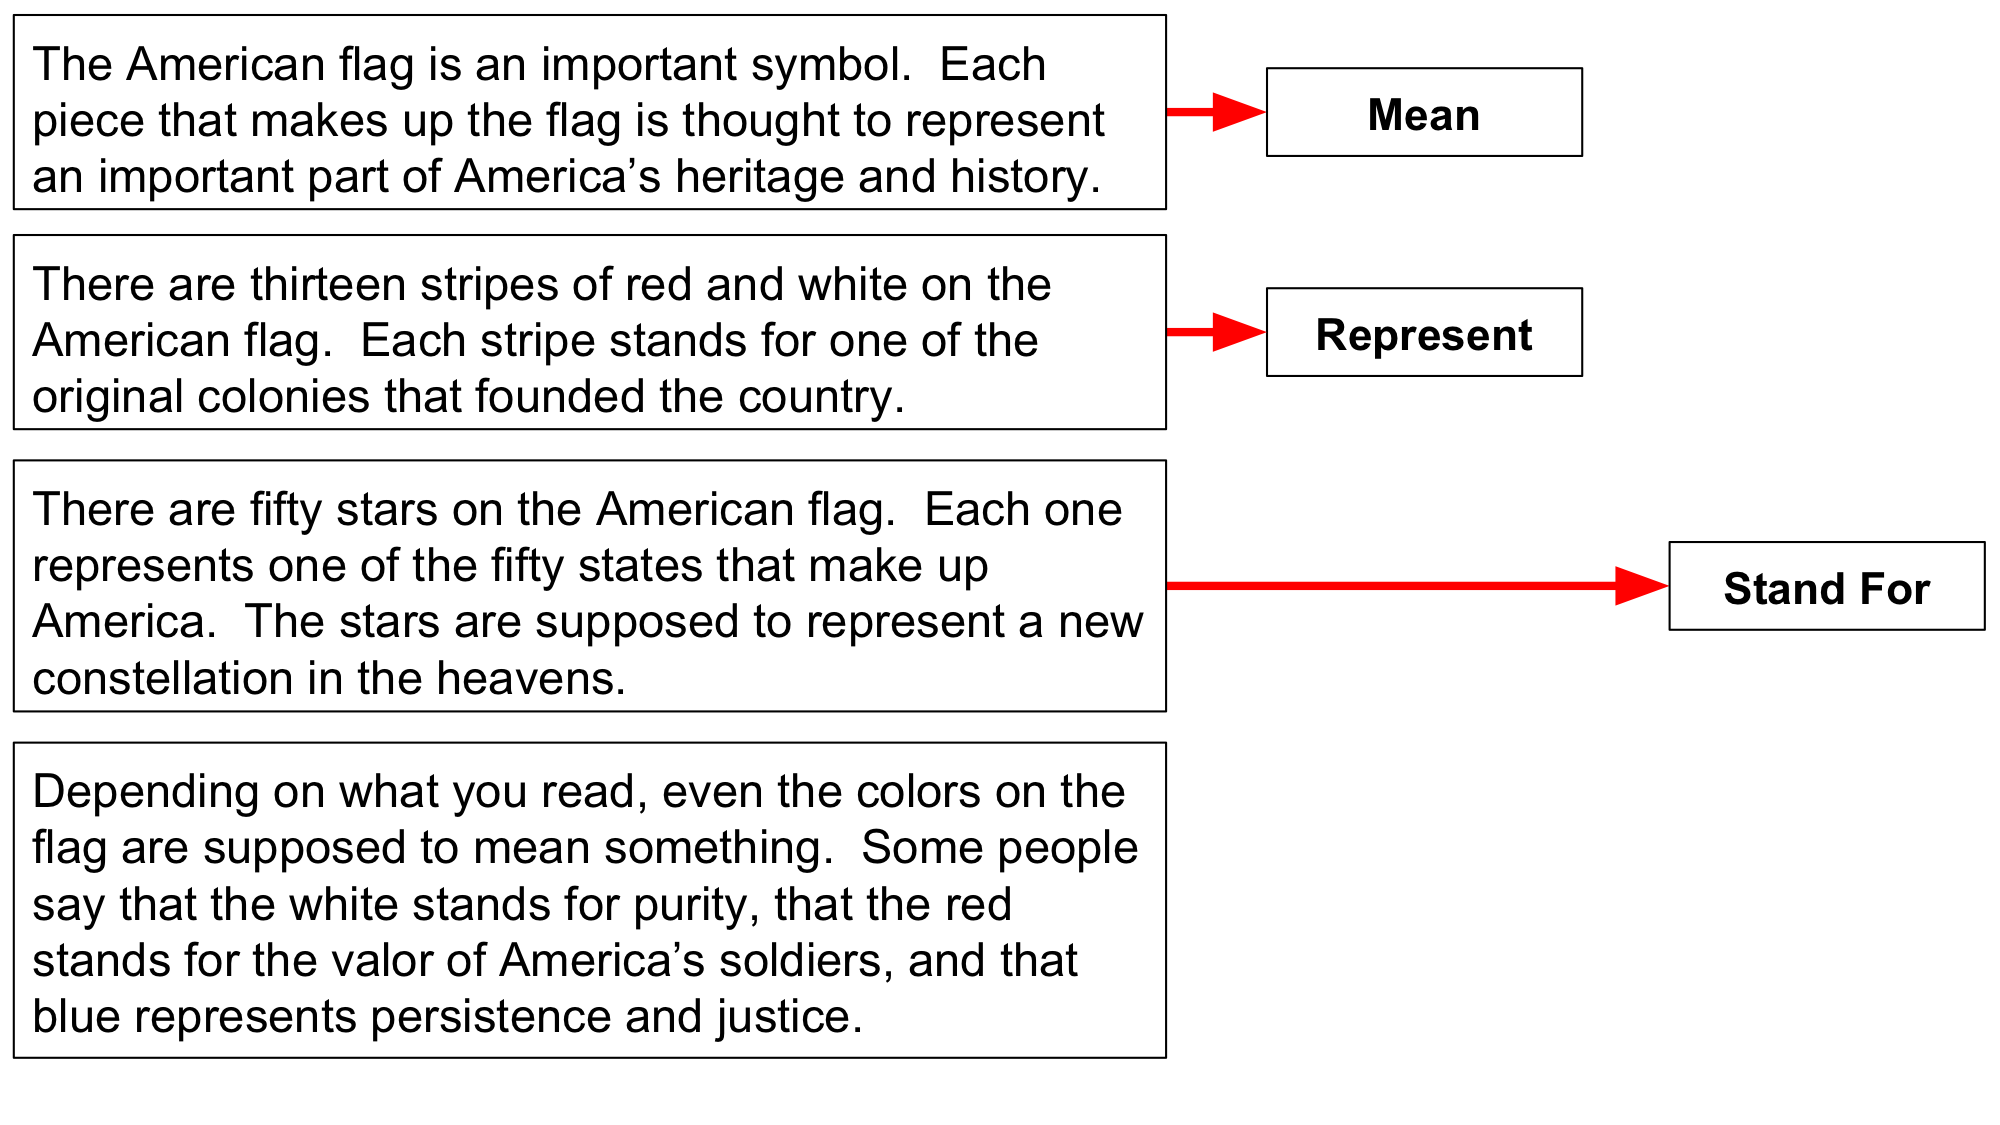 The American flag is an important symbol.  Each
piece that makes up the flag is thought to represent
an important part of America’s heritage and history.
Mean
There are thirteen stripes of red and white on the
American flag.  Each stripe stands for one of the
original colonies that founded the country.
Represent
There are fifty stars on the American flag.  Each one
represents one of the fifty states that make up
America.  The stars are supposed to represent a new
constellation in the heavens.
Stand For
Depending on what you read, even the colors on the
flag are supposed to mean something.  Some people
say that the white stands for purity, that the red
stands for the valor of America’s soldiers, and that
blue represents persistence and justice.